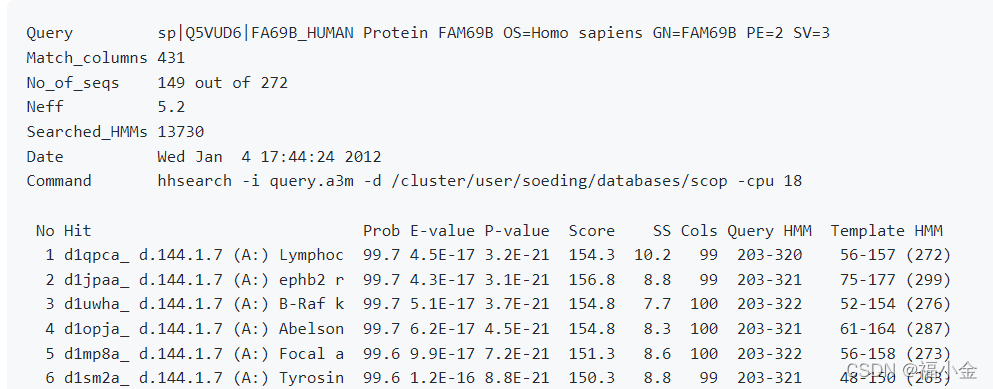 Query         sp|Q5VUD6|FA69B_HUMAN Protein FAM69B OS=Homo sapiens GN=FAM69B PE=2 SV=3
Match_columns 431
No_of_seqs    149 out of 272
Neff          5.2
Searched_HMMs 13730
Date          Wed Jan  4 17:44:24 2012
Command       hhsearch -i query.a3m -d /cluster/user/soeding/databases/scop -cpu 18
No Hit                             Prob E-value P-value  Score    SS Cols Query HMM  Template HMM
1 d1qpca_ d.144.1.7 (A:) Lymphoc  99.7 4.5E-17 3.2E-21  154.3  10.2   99  203-320    56-157 (272)
2 d1jpaa_ d.144.1.7 (A:) ephb2 r  99.7 4.3E-17 3.1E-21  156.8   8.8   99  203-321    75-177 (299)
3 d1uwha_ d.144.1.7 (A:) B-Raf k  99.7 5.1E-17 3.7E-21  154.8   7.7  100  203-322    52-154 (276)
4 d1opja_ d.144.1.7 (A:) Abelson  99.7 6.2E-17 4.5E-21  154.8   8.3  100  203-321    61-164 (287)
5 d1mp8a_ d.144.1.7 (A:) Focal a  99.6 9.9E-17 7.2E-21  151.3   8.6  100  203-322    56-158 (273)
6 d1sm2a_ d.144.1.7 (A:) Tyrosin  99.6 1.2E-16 8.8E-21  150.3   8.8   99  203-321    48-150 (263)
CSDN @福小金